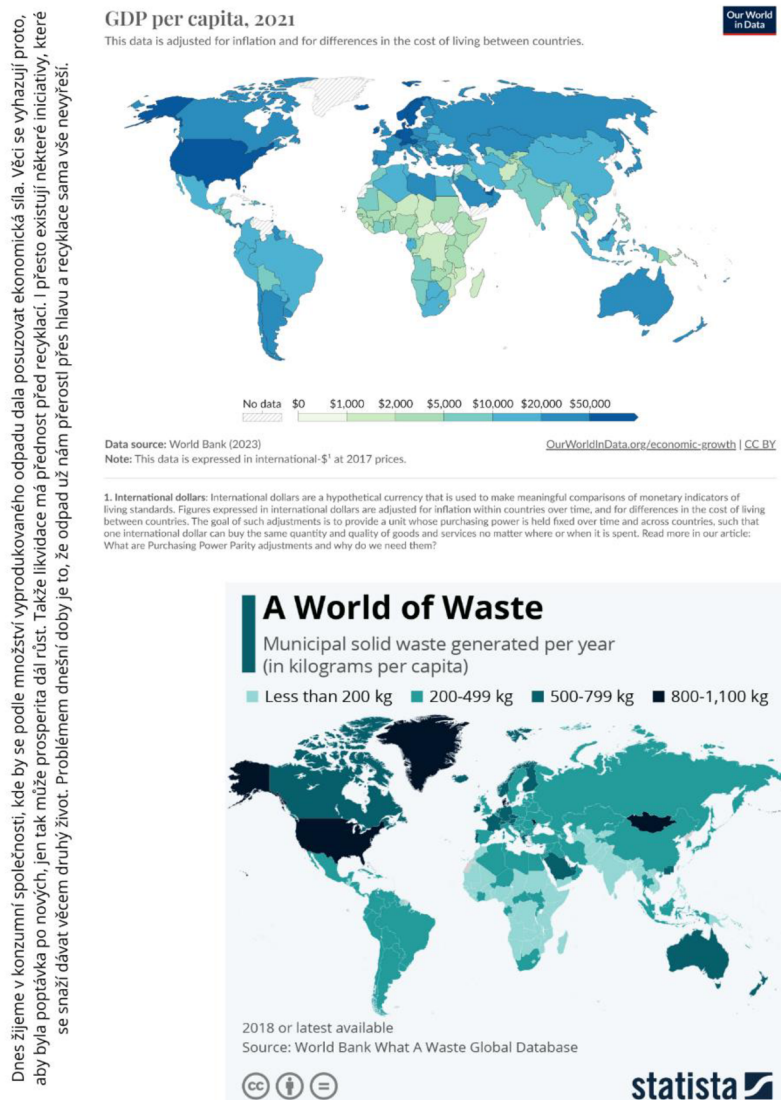 Dnes žijeme v konzumní společnosti, kde by se podle množství vyprodukovaného odpadu dala posuzovat ekonomická síla. Věci se vyhazují proto,
aby byla poptávka po nových, jen tak může prosperita dál růst. Takže likvidace má přednost před recyklací. I přesto existují některé iniciativy, které
se snaží dávat věcem druhý život. Problémem dnešní doby je to, že odpad už nám přerostl přes hlavu a recyklace sama vše nevyřeší.
GDP per capita, 2021
This data is adjusted for inflation and for differences in the cost of living between countries.
Our World
in Data
No data $0 $1,000 $2,000 $5,000 $10,000 $20,000 $50,000
Data source: World Bank (2023)
OurWorldInData.org/economic-growth | CC BY
Note: This data is expressed in international-$¹ at 2017 prices.
1. International dollars: International dollars are a hypothetical currency that is used to make meaningful comparisons of monetary indicators of
living standards. Figures expressed in international dollars are adjusted for inflation within countries over time, and for differences in the cost of living
between countries. The goal of such adjustments is to provide a unit whose purchasing power is held fixed over time and across countries, such that
one international dollar can buy the same quantity and quality of goods and services no matter where or when it is spent. Read more in our article:
What are Purchasing Power Parity adjustments and why do we need them?
A World of Waste
Municipal solid waste generated per year
(in kilograms per capita)
Less than 200 kg 200-499 kg 500-799 kg 800-1,100 kg
2018 or latest available
Source: World Bank What A Waste Global Database
cc
statista